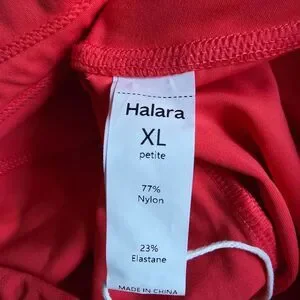 Halara
XL
petite
77%
Nylon
23%
Elastane
MADE IN CHINA